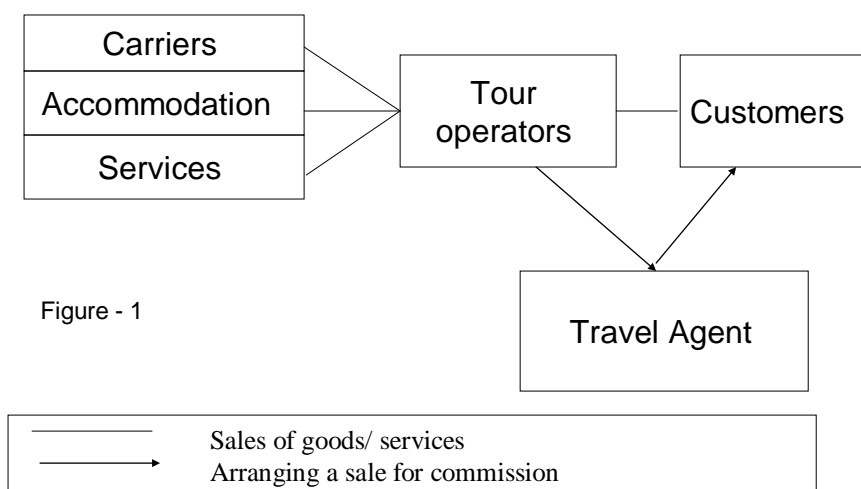 Carriers
Accommodation
Services
Tour
operators
Customers
Travel Agent
Figure - 1
Sales of goods/ services
Arranging a sale for commission